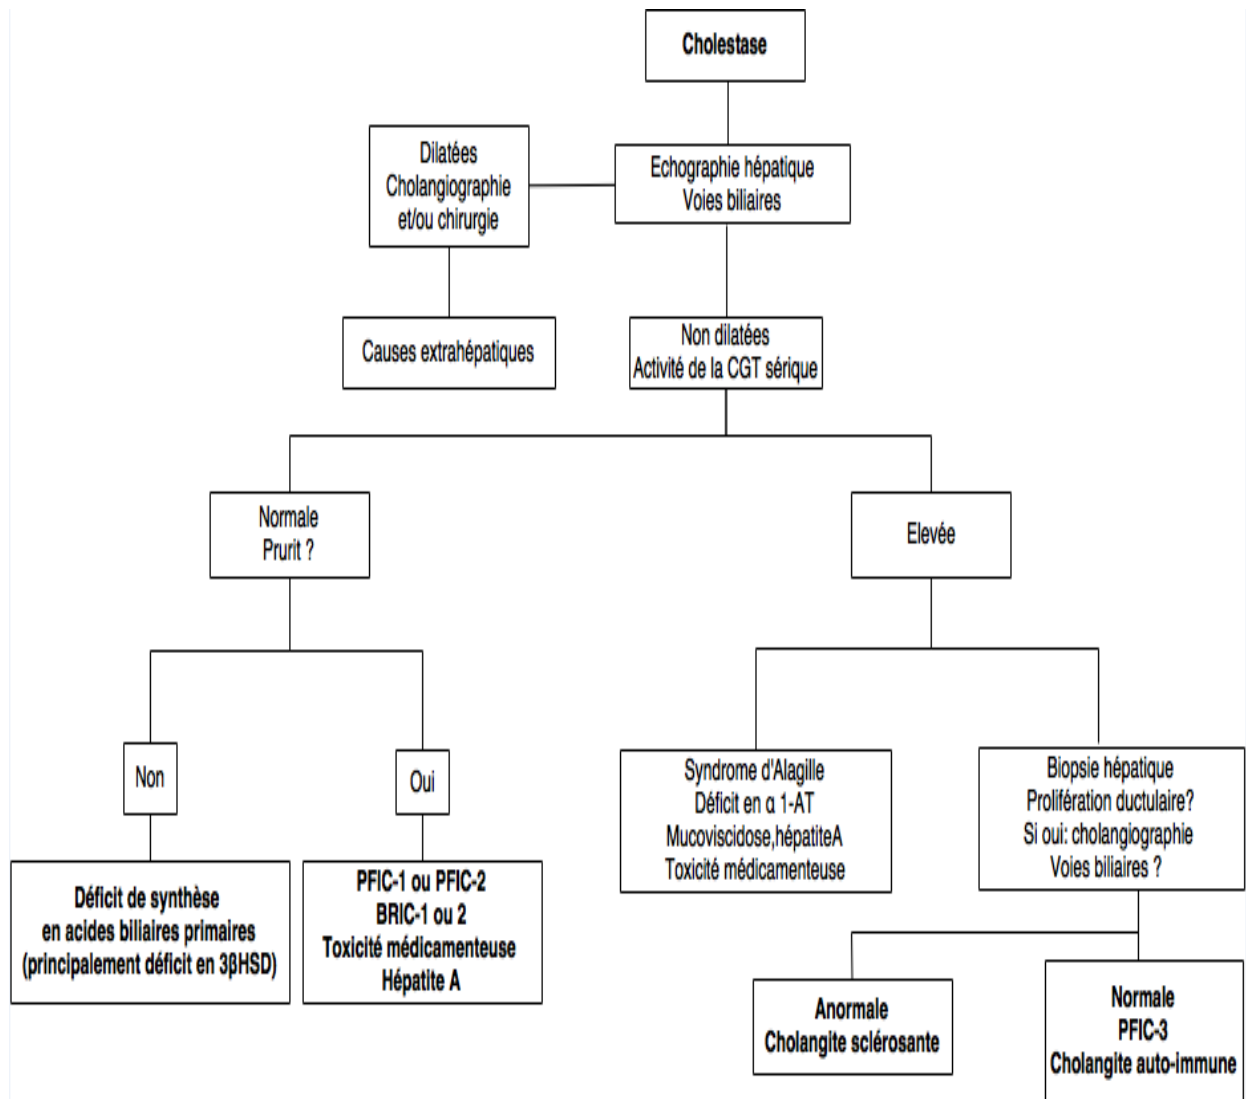 Cholestase
Dilatées
Cholangiographie
et/ou chirurgie
Echographie hépatique
Voies biliaires
Causes extrahépatiques
Non dilatées
Activité de la CGT sérique
Normale
Prurit ?
Elevée
Non
Oui
Syndrome d'Alagille
Déficit en α 1-AT
Mucoviscidose,hépatiteA
Toxicité médicamenteuse
Biopsie hépatique
Prolifération ductulaire?
Si oui: cholangiographie
Voies biliaires ?
Déficit de synthèse
en acides biliaires primaires
(principalement déficit en 3βHSD)
PFIC-1 ou PFIC-2
BRIC-1 ou 2
Toxicité médicamenteuse
Hépatite A
Anormale
Cholangite sclérosante
Normale
PFIC-3
Cholangite auto-immune